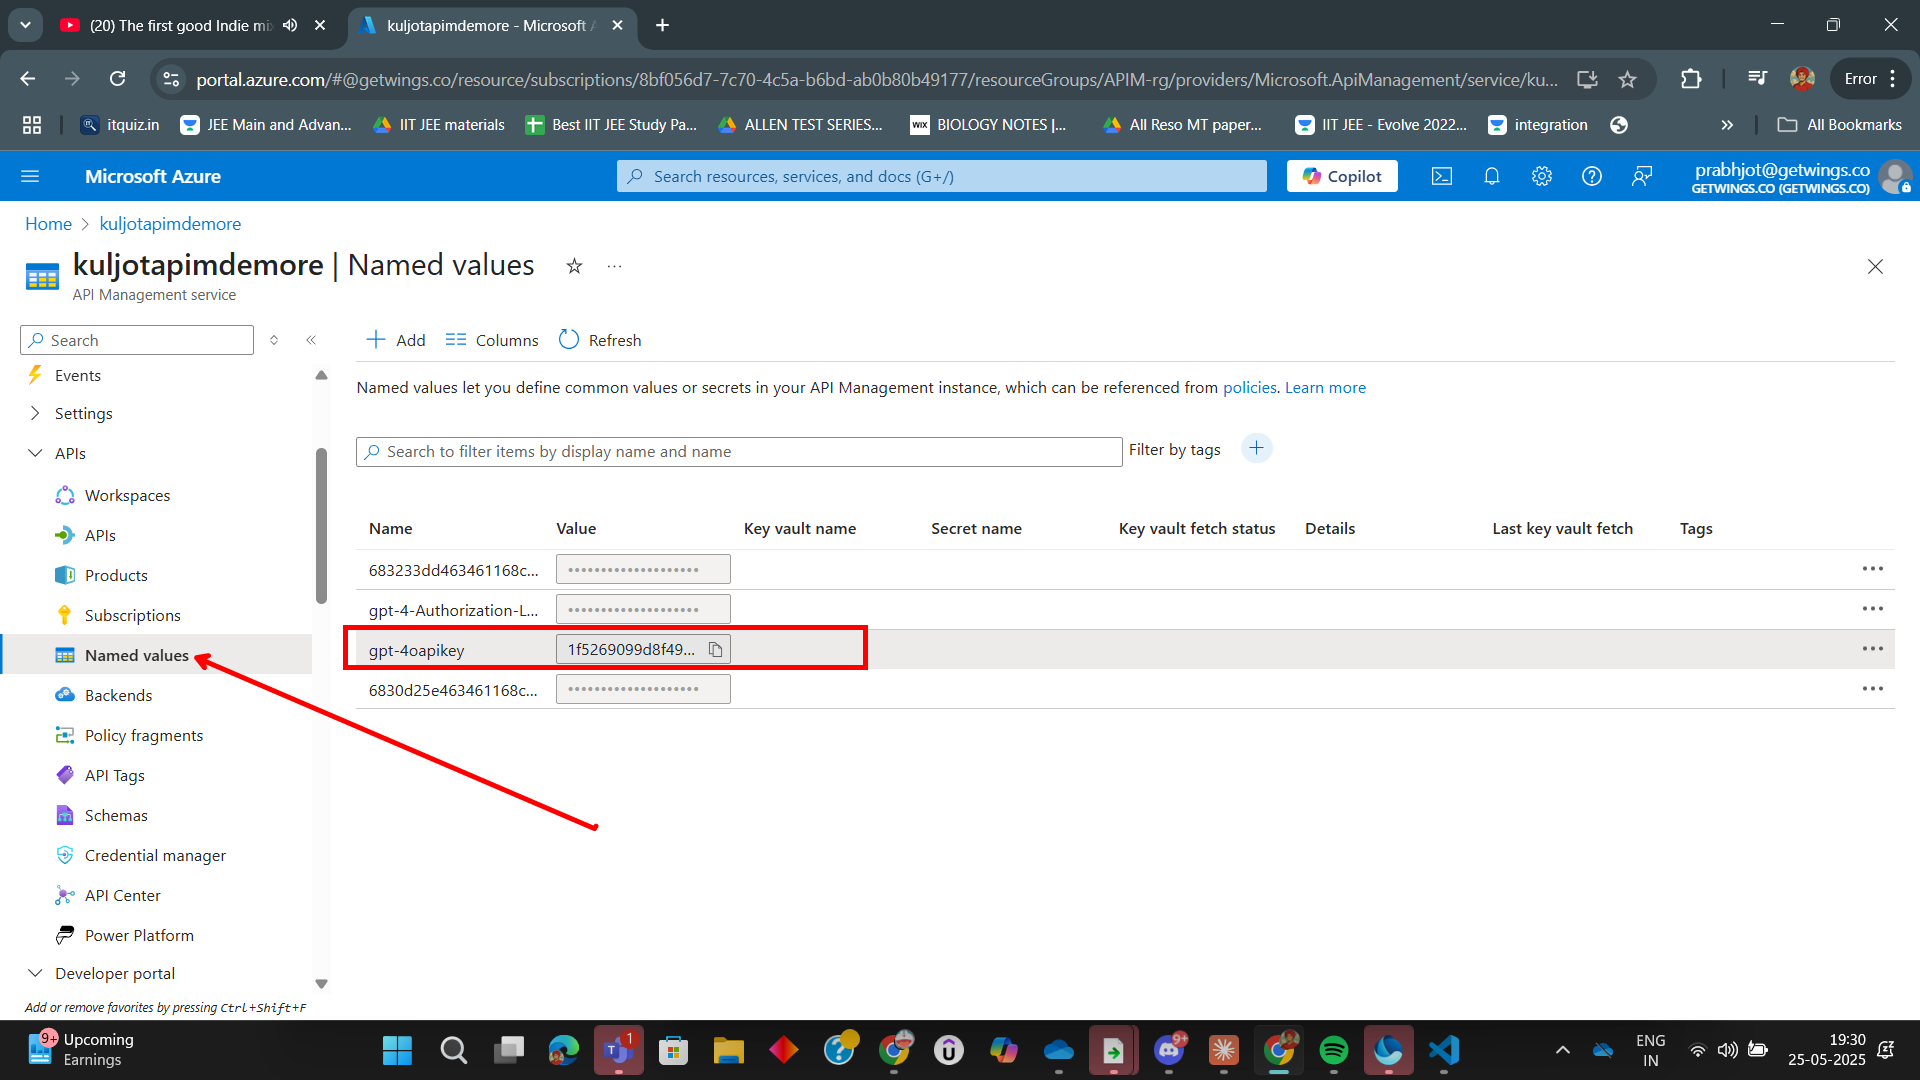 (20) The first good Indie mix
kuljotapimdemore - Microsoft A
portal.azure.com/#@getwings.co/resource/subscriptions/8bf056d7-7c70-4c5a-b6bd-ab0b80b49177/resourceGroups/APIM-rg/providers/Microsoft.ApiManagement/service/ku...
Error
itquiz.in
JEE Main and Advan...
IIT JEE materials
Best IIT JEE Study Pa...
ALLEN TEST SERIES...
WIX
BIOLOGY NOTES |...
All Reso MT paper...
IIT JEE - Evolve 2022...
integration
All Bookmarks
Microsoft Azure
Search resources, services, and docs (G+/)
Copilot
prabhjot@getwings.co
GETWINGS.CO (GETWINGS.CO)
Home > kuljotapimdemore
kuljotapimdemore | Named values
API Management service
Search
Add
Columns
Refresh
Events
Settings
APIs
Workspaces
APIs
Products
Subscriptions
Named values
Backends
Policy fragments
API Tags
Schemas
Credential manager
API Center
Power Platform
Developer portal
Add or remove favorites by pressing Ctrl+Shift+F
Named values let you define common values or secrets in your API Management instance, which can be referenced from policies. Learn more
Search to filter items by display name and name
Filter by tags
Name Value Key vault name Secret name Key vault fetch status Details Last key vault fetch Tags
683233dd463461168c... ••••••••••••••••••••
gpt-4-Authorization-L... ••••••••••••••••••••
gpt-4oapikey 1f5269099d8f49...
6830d25e463461168c... ••••••••••••••••••••
9+
Upcoming
Earnings
1
9+
ENG
IN
19:30
25-05-2025